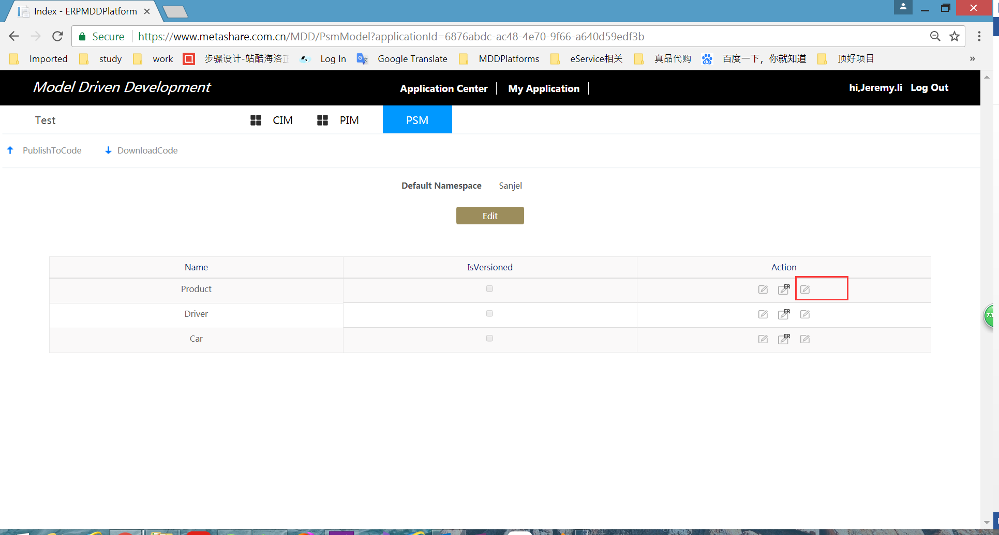 Index - ERPMDDPlatform
Secure https://www.metashare.com.cn/MDD/PsmModel?applicationId=6876abdc-ac48-4e70-9f66-a640d59edf3b
Imported study work 步骤设计-站酷海洛正 Log In Google Translate MDDPlatforms eService相关 真品代购 百度一下，你就知道 顶好项目 »
Model Driven Development Application Center My Application hi,Jeremy.li Log Out
Test CIM PIM PSM
PublishToCode DownloadCode
Default Namespace Sanjel
Edit
Name IsVersioned Action
Product ER
Driver ER
Car ER
73